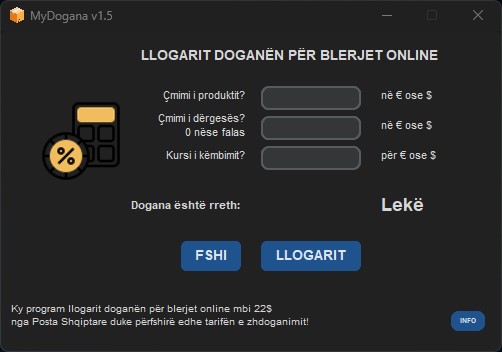 MyDogana v1.5
LLOGARIT DOGANËN PËR BLERJET ONLINE
Çmimi i produktit?
në € ose $
Çmimi i dërgesës?
0 nëse falas
në € ose $
Kursi i këmbimit?
për € ose $
%
Dogana është rreth:
Lekë
FSHI
LLOGARIT
Ky program llogarit doganën për blerjet online mbi 22$
nga Posta Shqiptare duke përfshirë edhe tarifën e zhdoganimit!
INFO